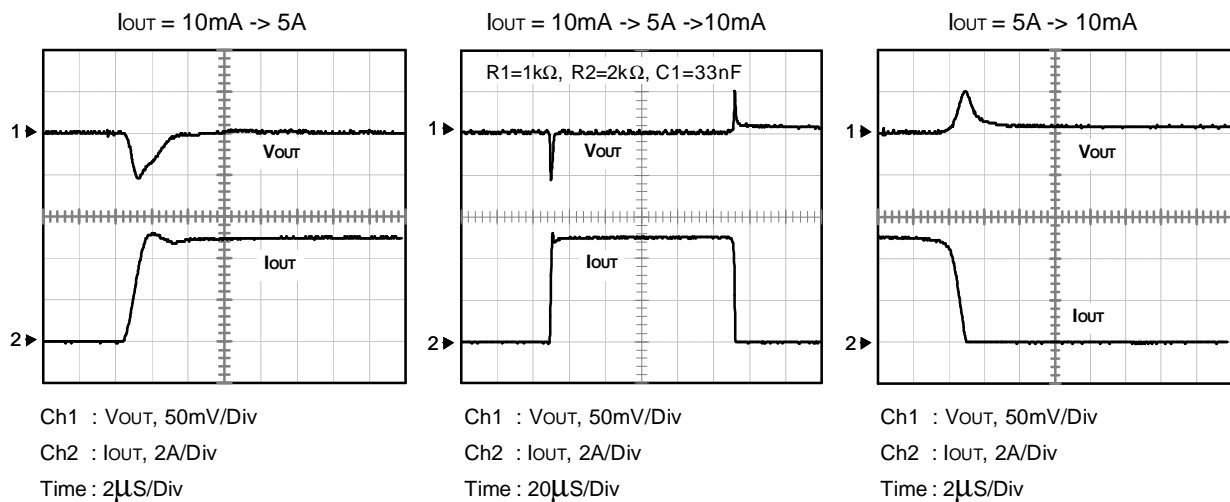 IOUT = 10mA -> 5A
1
VOUT
IOUT
2
Ch1 : VOUT, 50mV/Div
Ch2 : IOUT, 2A/Div
Time : 2μS/Div
IOUT = 10mA -> 5A ->10mA
R1=1kΩ, R2=2kΩ, C1=33nF
1
VOUT
IOUT
2
Ch1 : VOUT, 50mV/Div
Ch2 : IOUT, 2A/Div
Time : 20μS/Div
IOUT = 5A -> 10mA
1
VOUT
IOUT
2
Ch1 : VOUT, 50mV/Div
Ch2 : IOUT, 2A/Div
Time : 2μS/Div